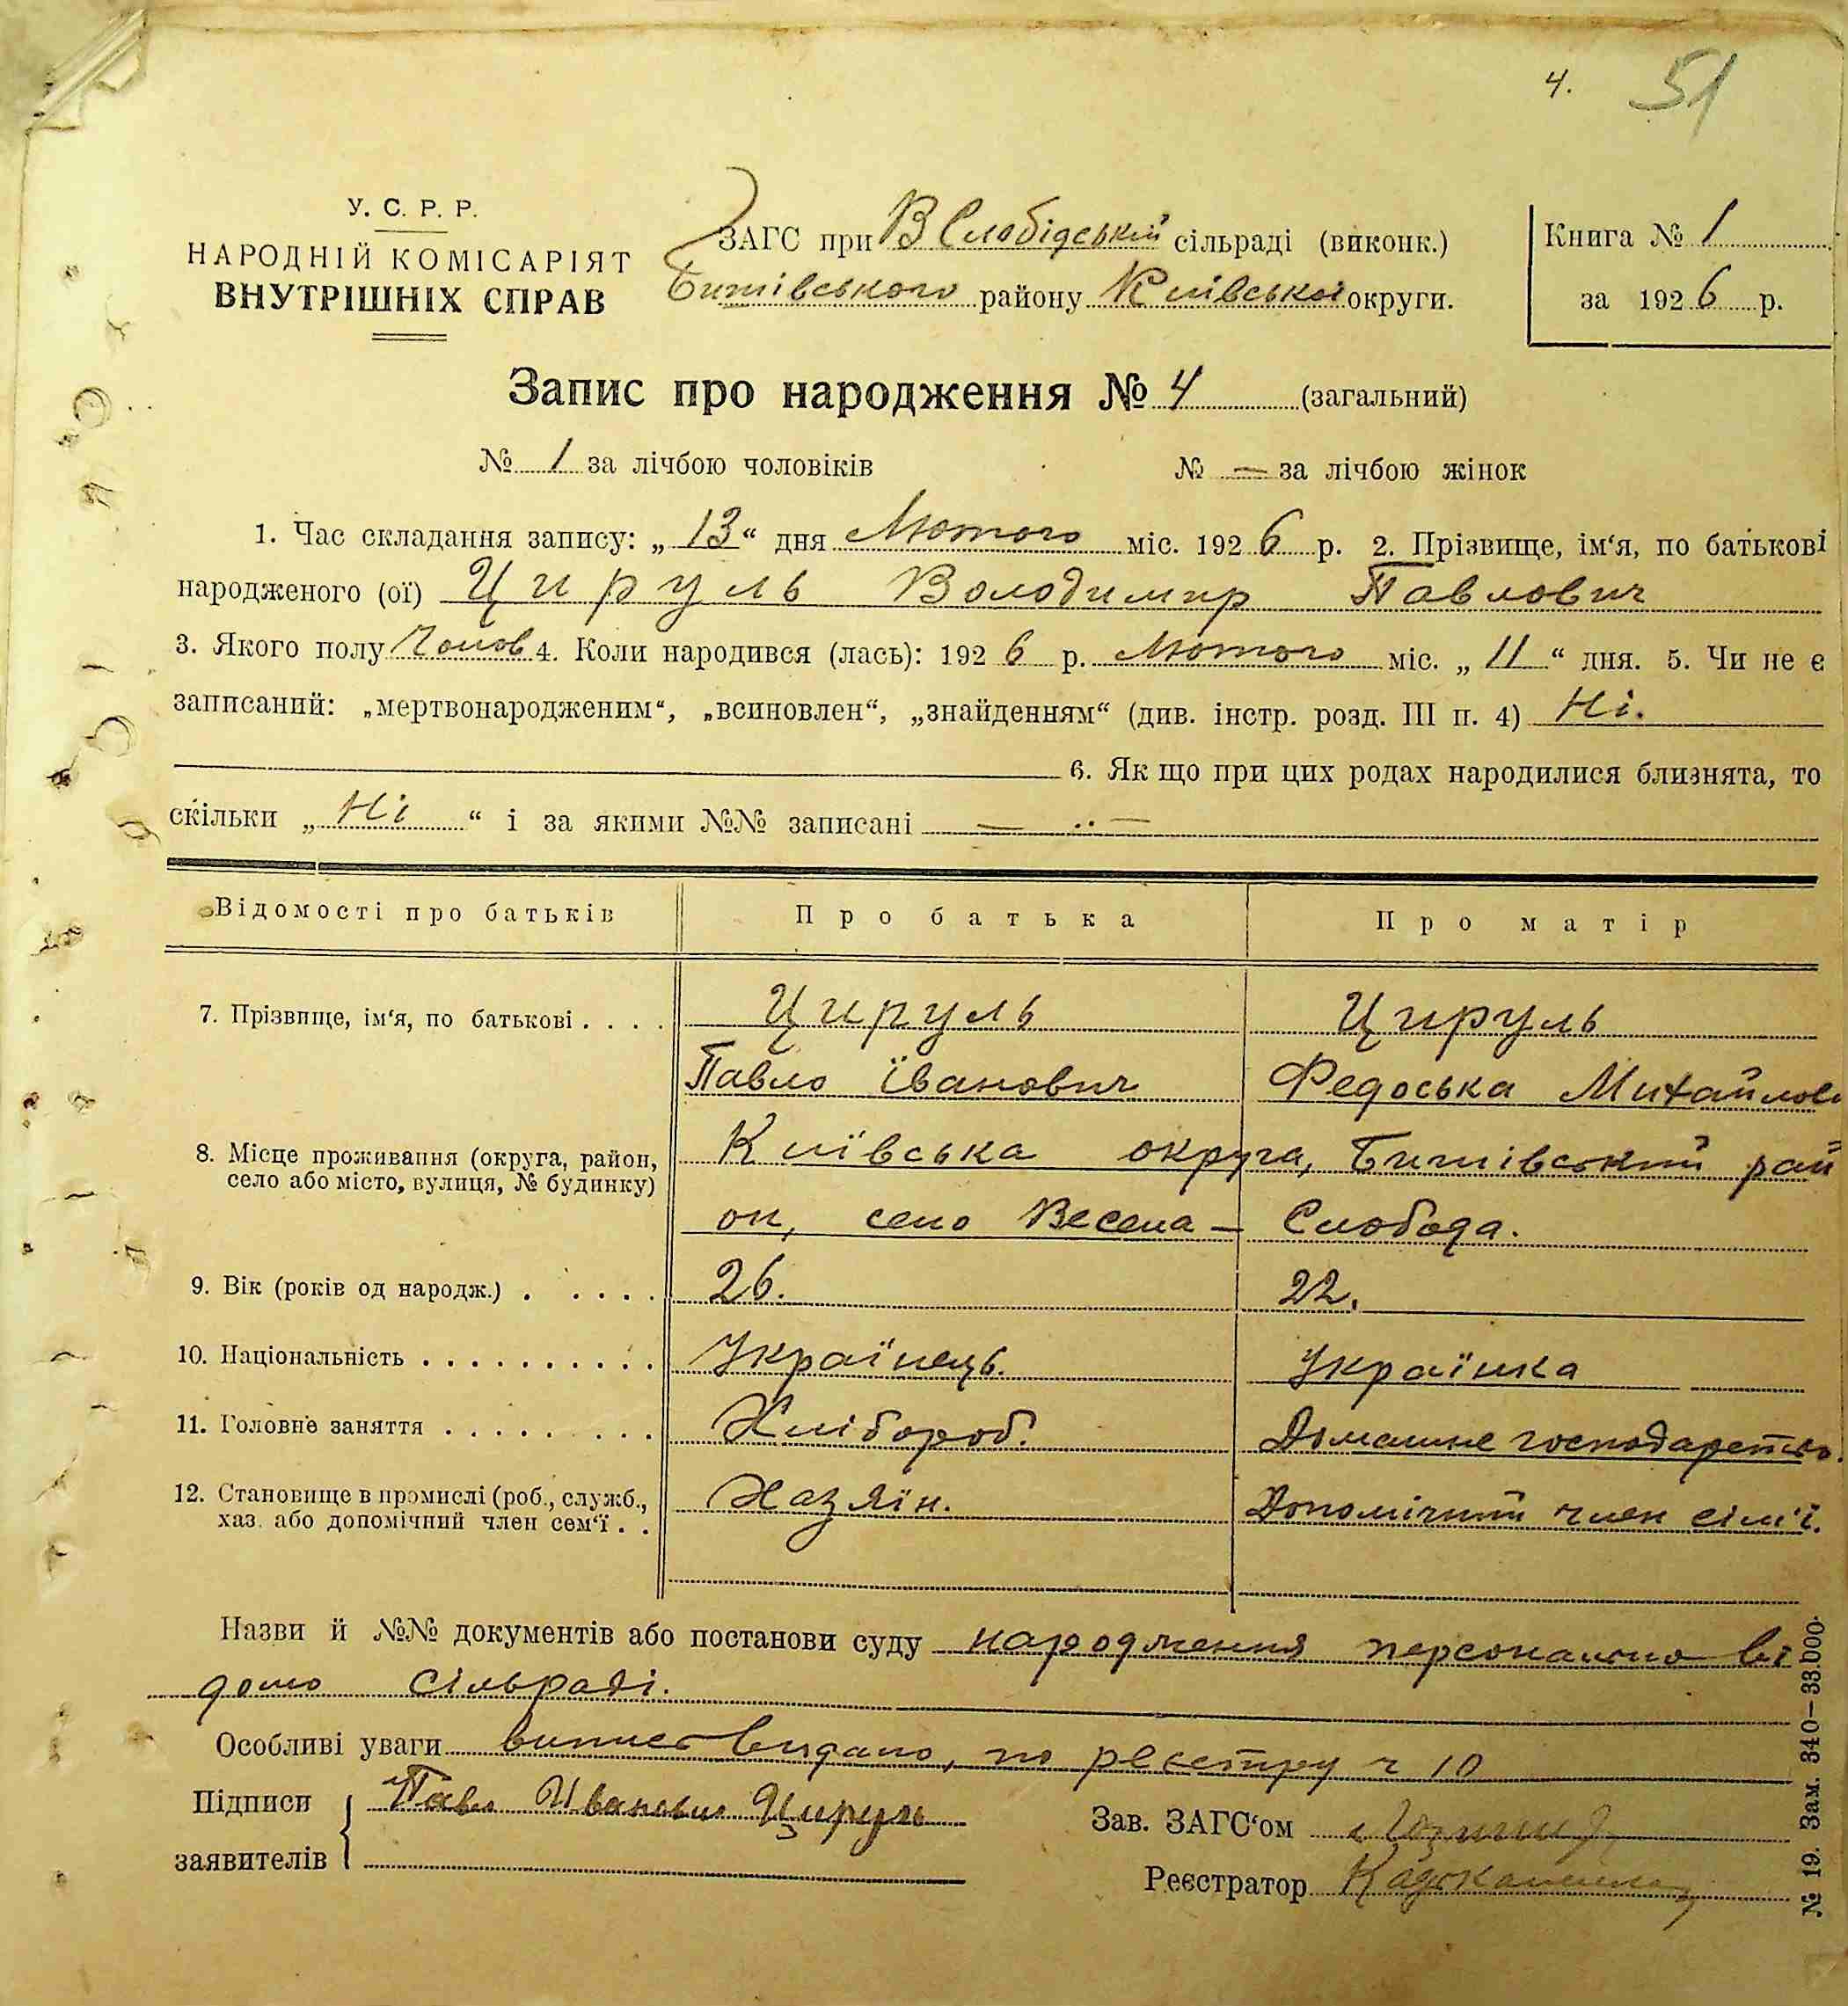 4. 51
У. С. Р. Р.
НАРОДНІЙ КОМІСАРІЯТ
ВНУТРІШНІХ СПРАВ
ЗАГС при В Слобідській сільраді (виконк.)
Бишівського району Київської округи.
Книга № 1
за 1926 р.
Запис про народження № 4 (загальний)
№ 1 за лічбою чоловіків № — за лічбою жінок
1. Час складання запису: „13“ дня Лютого міс. 1926 р. 2. Прізвище, ім‘я, по батькові
народженого (ої) Цируль Володимир Павлович
3. Якого полу Чолов 4. Коли народився (лась): 1926 р. Лютого міс. „11“ дня. 5. Чи не є
записаний: „мертвонародженим“, „всиновлен“, „знайденням“ (див. інстр. розд. III п. 4) Ні.
6. Як що при цих родах народилися близнята, то
скільки „Ні“ і за якими №№ записані —
Відомості про батьків Про батька Про матір
7. Прізвище, ім‘я, по батькові . . . . Цируль Цируль
Павло Їванович Федоська Михайлов
8. Місце проживання (округа, район, Київська округа, Бишівський рай
село або місто, вулиця, № будинку)
он, село Весела — Слобода.
9. Вік (років од народж.) . . . . . 26. 22.
10. Національність . . . . . . . . . . Українець. Українка
11. Головне заняття . . . . . . . . Хлібороб. Домашне господарство.
12. Становище в промислі (роб., служб., Хазяїн. Допомічний член сім'ї.
хаз. або допомічний член сем‘ї . .
Назви й №№ документів або постанови суду народження персонально ві
домо сільраді.
Особливі уваги випис видано, по реєстру ч 10
Підписи Павло Иванович Цируль
заявителів
Зав. ЗАГС‘ом
Реєстратор
№ 19. Зам. 340—33.000.